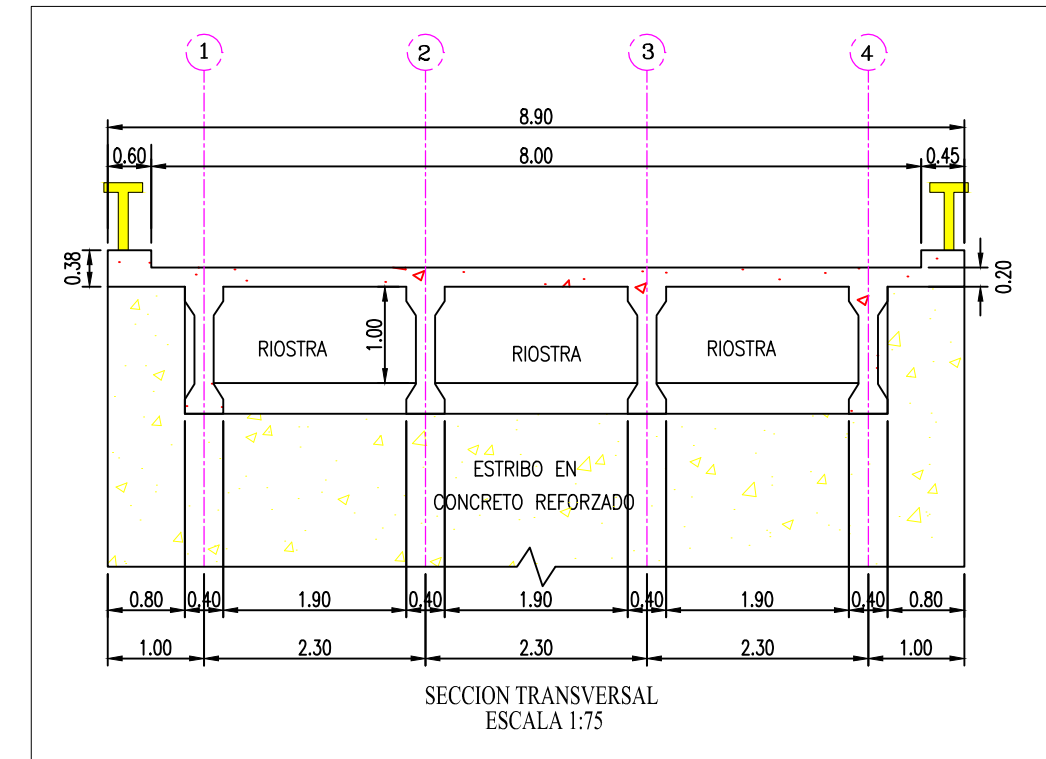 1 2 3 4
8.90
0.60 8.00 0.45
0.38
0.20
1.00
RIOSTRA RIOSTRA RIOSTRA
ESTRIBO EN
CONCRETO REFORZADO
0.80 0.40 1.90 0.40 1.90 0.40 1.90 0.40 0.80
1.00 2.30 2.30 2.30 1.00
SECCION TRANSVERSAL
ESCALA 1:75